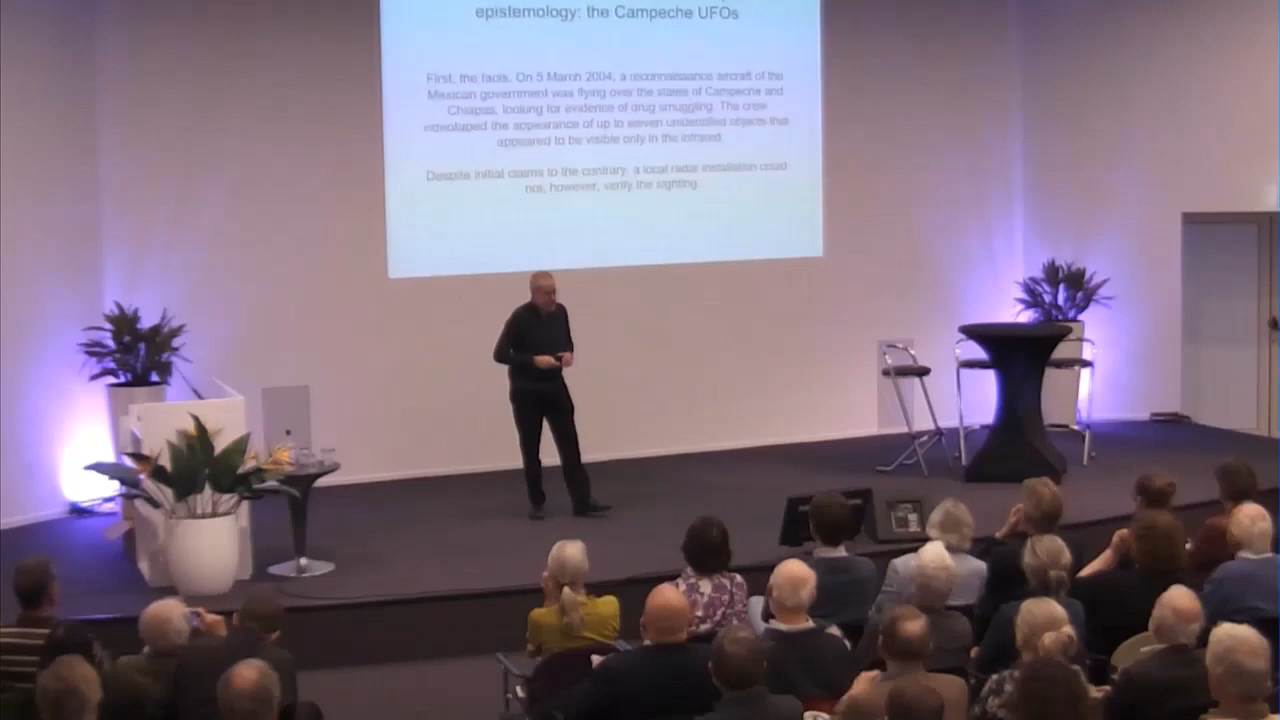 epistemology: the Campeche UFOs
First, the facts. On 5 March 2004, a reconnaissance aircraft of the
Mexican government was flying over the states of Campeche and
Chiapas, looking for evidence of drug smuggling. The crew
videotaped the appearance of up to eleven unidentified objects that
appeared to be visible only in the infrared.
Despite initial claims to the contrary, a local radar installation could
not, however, verify the sighting.